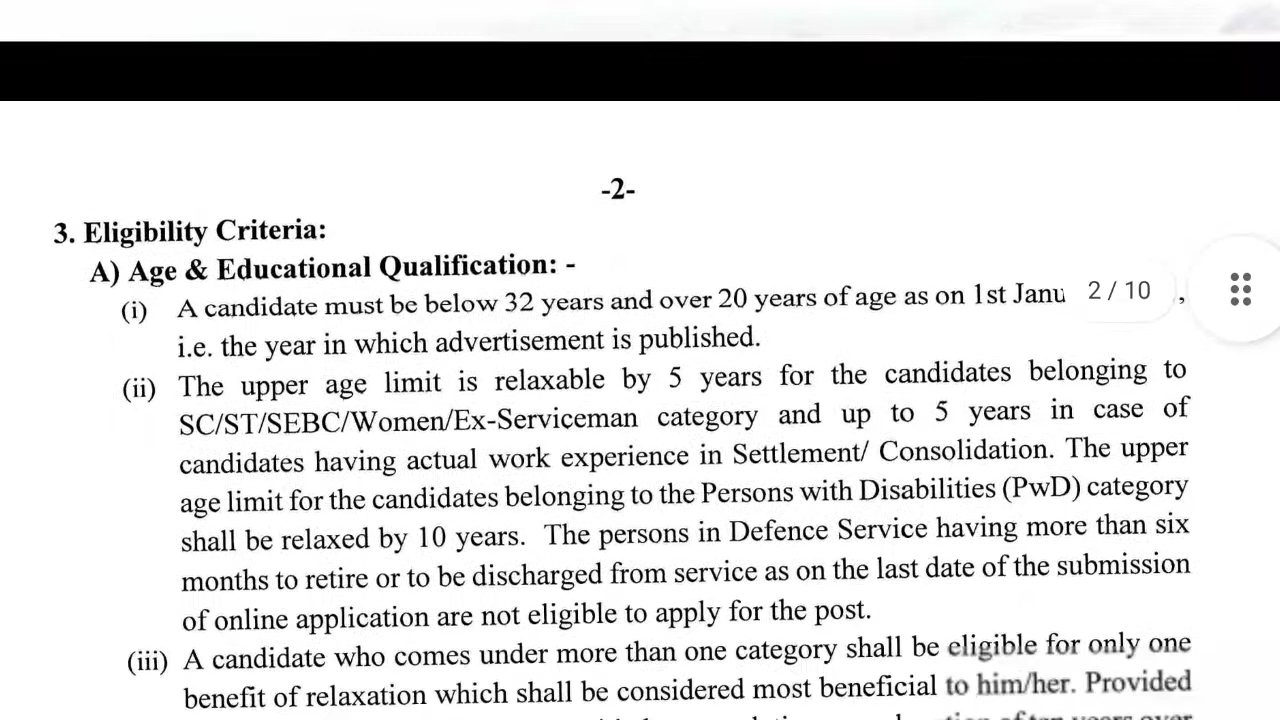 -2-
3. Eligibility Criteria:
A) Age & Educational Qualification: -
(i) A candidate must be below 32 years and over 20 years of age as on 1st Janu 2 / 10 ,
i.e. the year in which advertisement is published.
(ii) The upper age limit is relaxable by 5 years for the candidates belonging to
SC/ST/SEBC/Women/Ex-Serviceman category and up to 5 years in case of
candidates having actual work experience in Settlement/ Consolidation. The upper
age limit for the candidates belonging to the Persons with Disabilities (PwD) category
shall be relaxed by 10 years. The persons in Defence Service having more than six
months to retire or to be discharged from service as on the last date of the submission
of online application are not eligible to apply for the post.
(iii) A candidate who comes under more than one category shall be eligible for only one
benefit of relaxation which shall be considered most beneficial to him/her. Provided